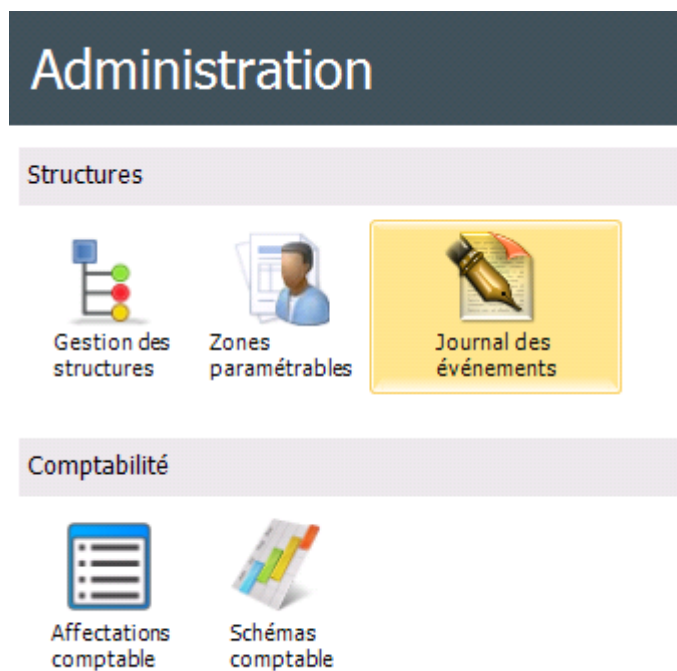 Administration
Structures
Gestion des
structures
Zones
paramétrables
Journal des
événements
Comptabilité
Affectations
comptable
Schémas
comptable